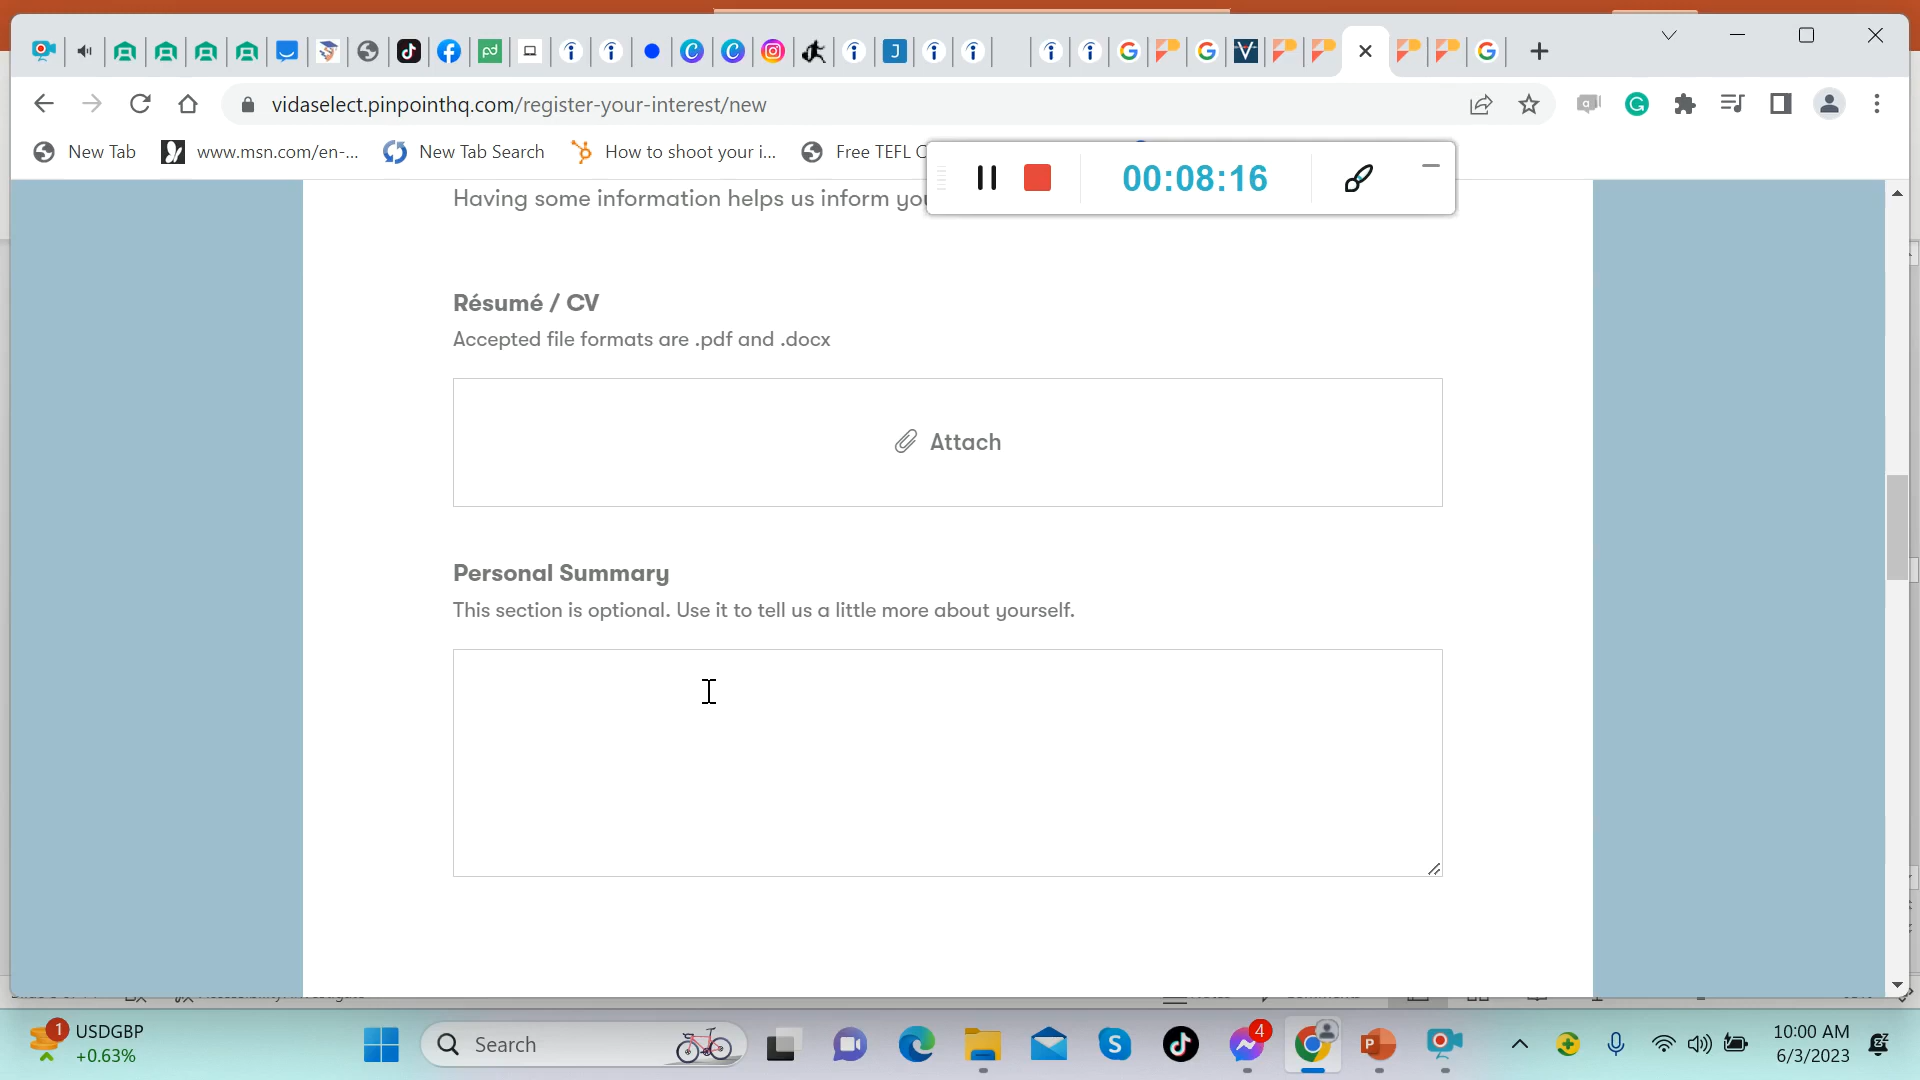 vidaselect.pinpointhq.com/register-your-interest/new
New Tab
www.msn.com/en-...
New Tab Search
How to shoot your i...
Free TEFL C
00:08:16
Having some information helps us inform you
Résumé / CV
Accepted file formats are .pdf and .docx
Attach
Personal Summary
This section is optional. Use it to tell us a little more about yourself.
1
USDGBP
+0.63%
Search
4
10:00 AM
6/3/2023